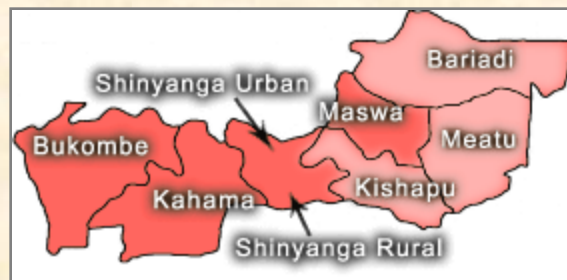 Bariadi
Shinyanga Urban
Maswa
Bukombe
Meatu
Kishapu
Kahama
Shinyanga Rural